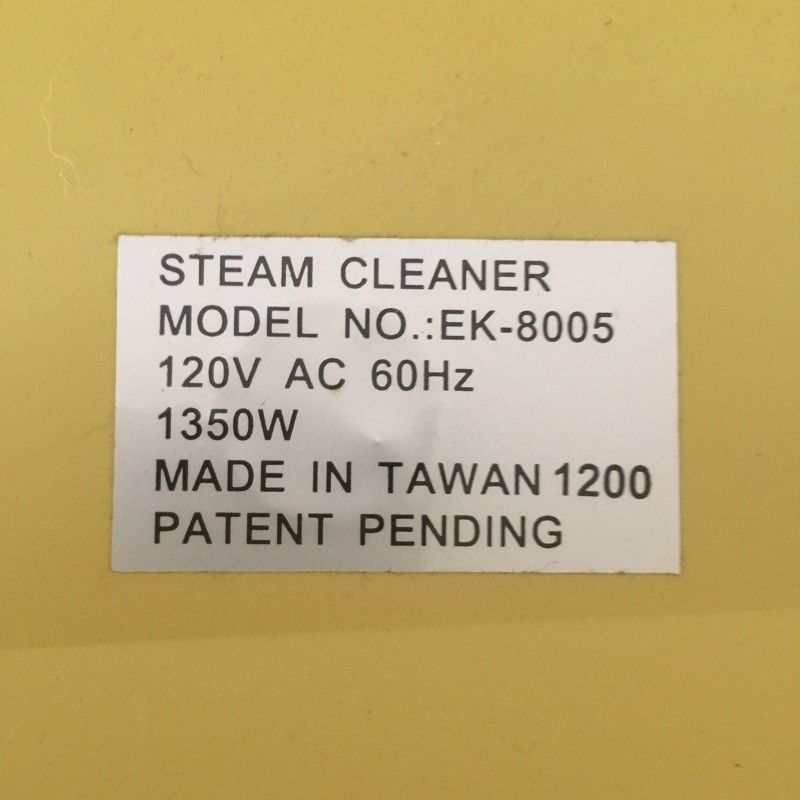 STEAM CLEANER
MODEL NO.:EK-8005
120V AC 60Hz
1350W
MADE IN TAWAN 1200
PATENT PENDING